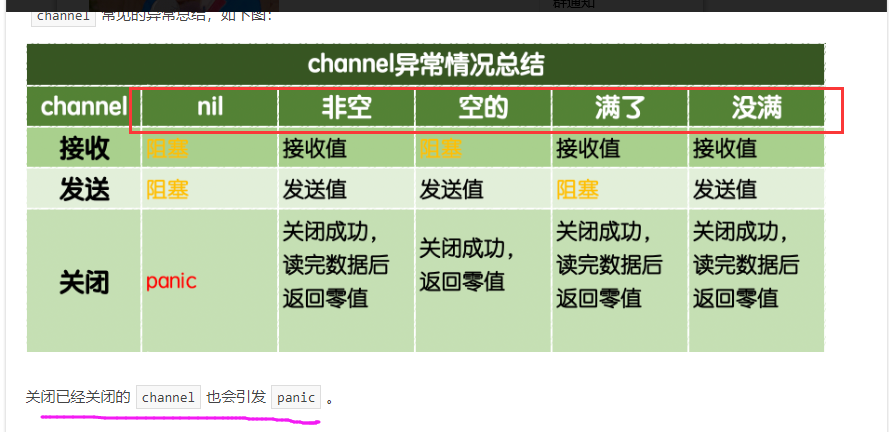 群通知
channel 常见的异常总结，如下图：
channel异常情况总结
channel nil 非空 空的 满了 没满
接收 阻塞 接收值 阻塞 接收值 接收值
发送 阻塞 发送值 发送值 阻塞 发送值
关闭 panic 关闭成功，读完数据后返回零值 关闭成功，返回零值 关闭成功，读完数据后返回零值 关闭成功，读完数据后返回零值
关闭已经关闭的 channel 也会引发 panic 。